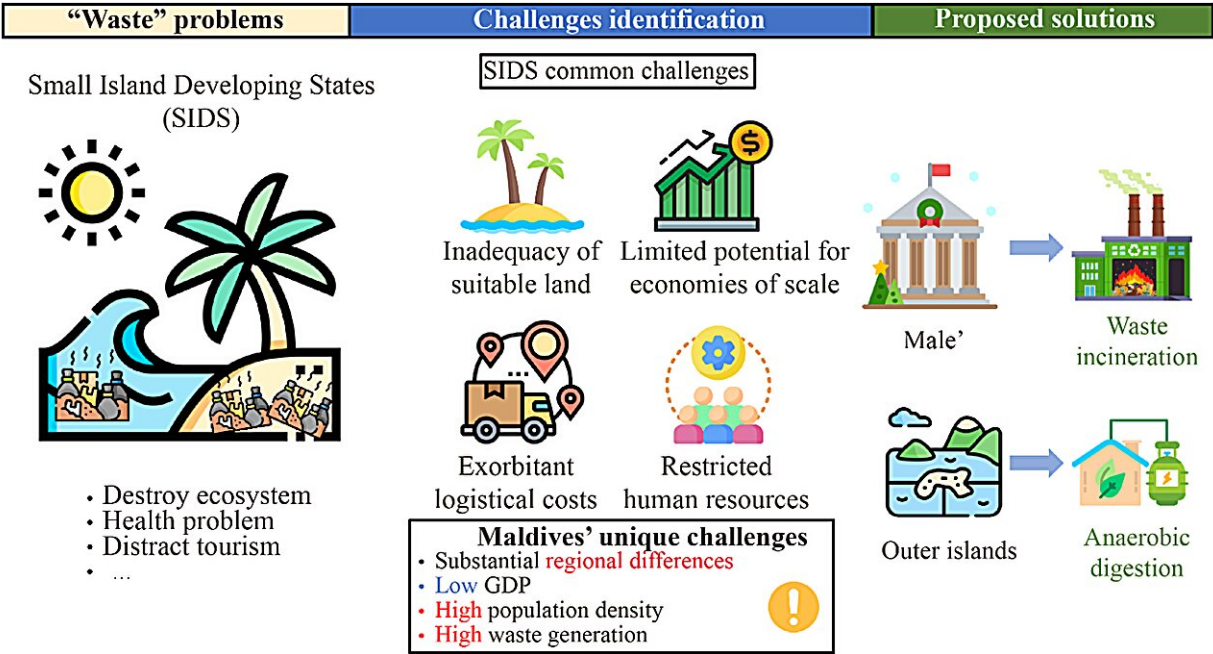 “Waste” problems
Challenges identification
Proposed solutions
Small Island Developing States
(SIDS)
• Destroy ecosystem
• Health problem
• Distract tourism
• ...
SIDS common challenges
Inadequacy of
suitable land
Limited potential for
economies of scale
Exorbitant
logistical costs
Restricted
human resources
Maldives’ unique challenges
• Substantial regional differences
• Low GDP
• High population density
• High waste generation
Male’
Waste
incineration
Outer islands
Anaerobic
digestion